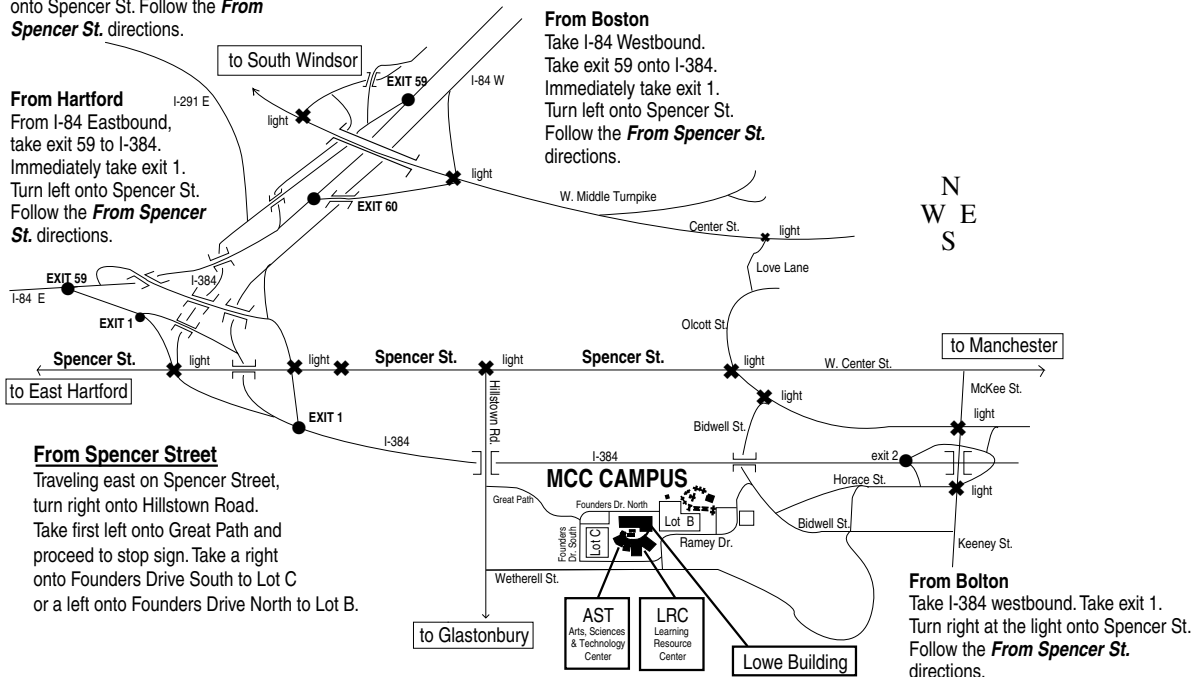 onto Spencer St. Follow the From
Spencer St. directions.
From Hartford
From I-84 Eastbound,
take exit 59 to I-384.
Immediately take exit 1.
Turn left onto Spencer St.
Follow the From Spencer
St. directions.
From Boston
Take I-84 Westbound.
Take exit 59 onto I-384.
Immediately take exit 1.
Turn left onto Spencer St.
Follow the From Spencer St.
directions.
to South Windsor
I-291 E
light
EXIT 59
I-84 W
light
EXIT 60
W. Middle Turnpike
Center St.
light
Love Lane
N
W E
S
EXIT 59
I-84 E
I-384
EXIT 1
Olcott St.
Spencer St.
light
light
Spencer St.
light
Spencer St.
light
W. Center St.
to Manchester
to East Hartford
McKee St.
light
light
EXIT 1
Hillstown Rd.
Bidwell St.
I-384
I-384
exit 2
Horace St.
light
From Spencer Street
Traveling east on Spencer Street,
turn right onto Hillstown Road.
Take first left onto Great Path and
proceed to stop sign. Take a right
onto Founders Drive South to Lot C
or a left onto Founders Drive North to Lot B.
MCC CAMPUS
Great Path
Founders Dr. North
Lot B
Founders
Dr. South
Lot C
Ramey Dr.
Bidwell St.
Keeney St.
Wetherell St.
to Glastonbury
AST
Arts, Sciences
& Technology
Center
LRC
Learning
Resource
Center
Lowe Building
From Bolton
Take I-384 westbound. Take exit 1.
Turn right at the light onto Spencer St.
Follow the From Spencer St.
directions.